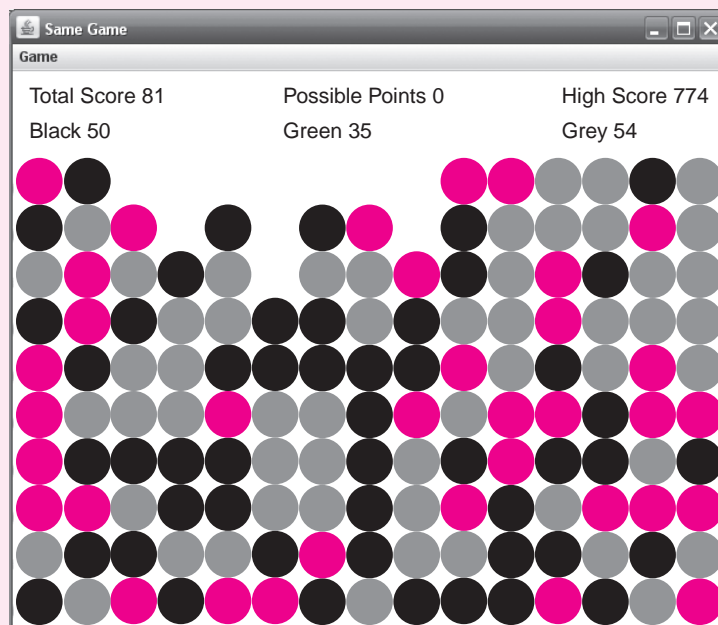 Same Game
Game
Total Score 81 Possible Points 0 High Score 774
Black 50 Green 35 Grey 54